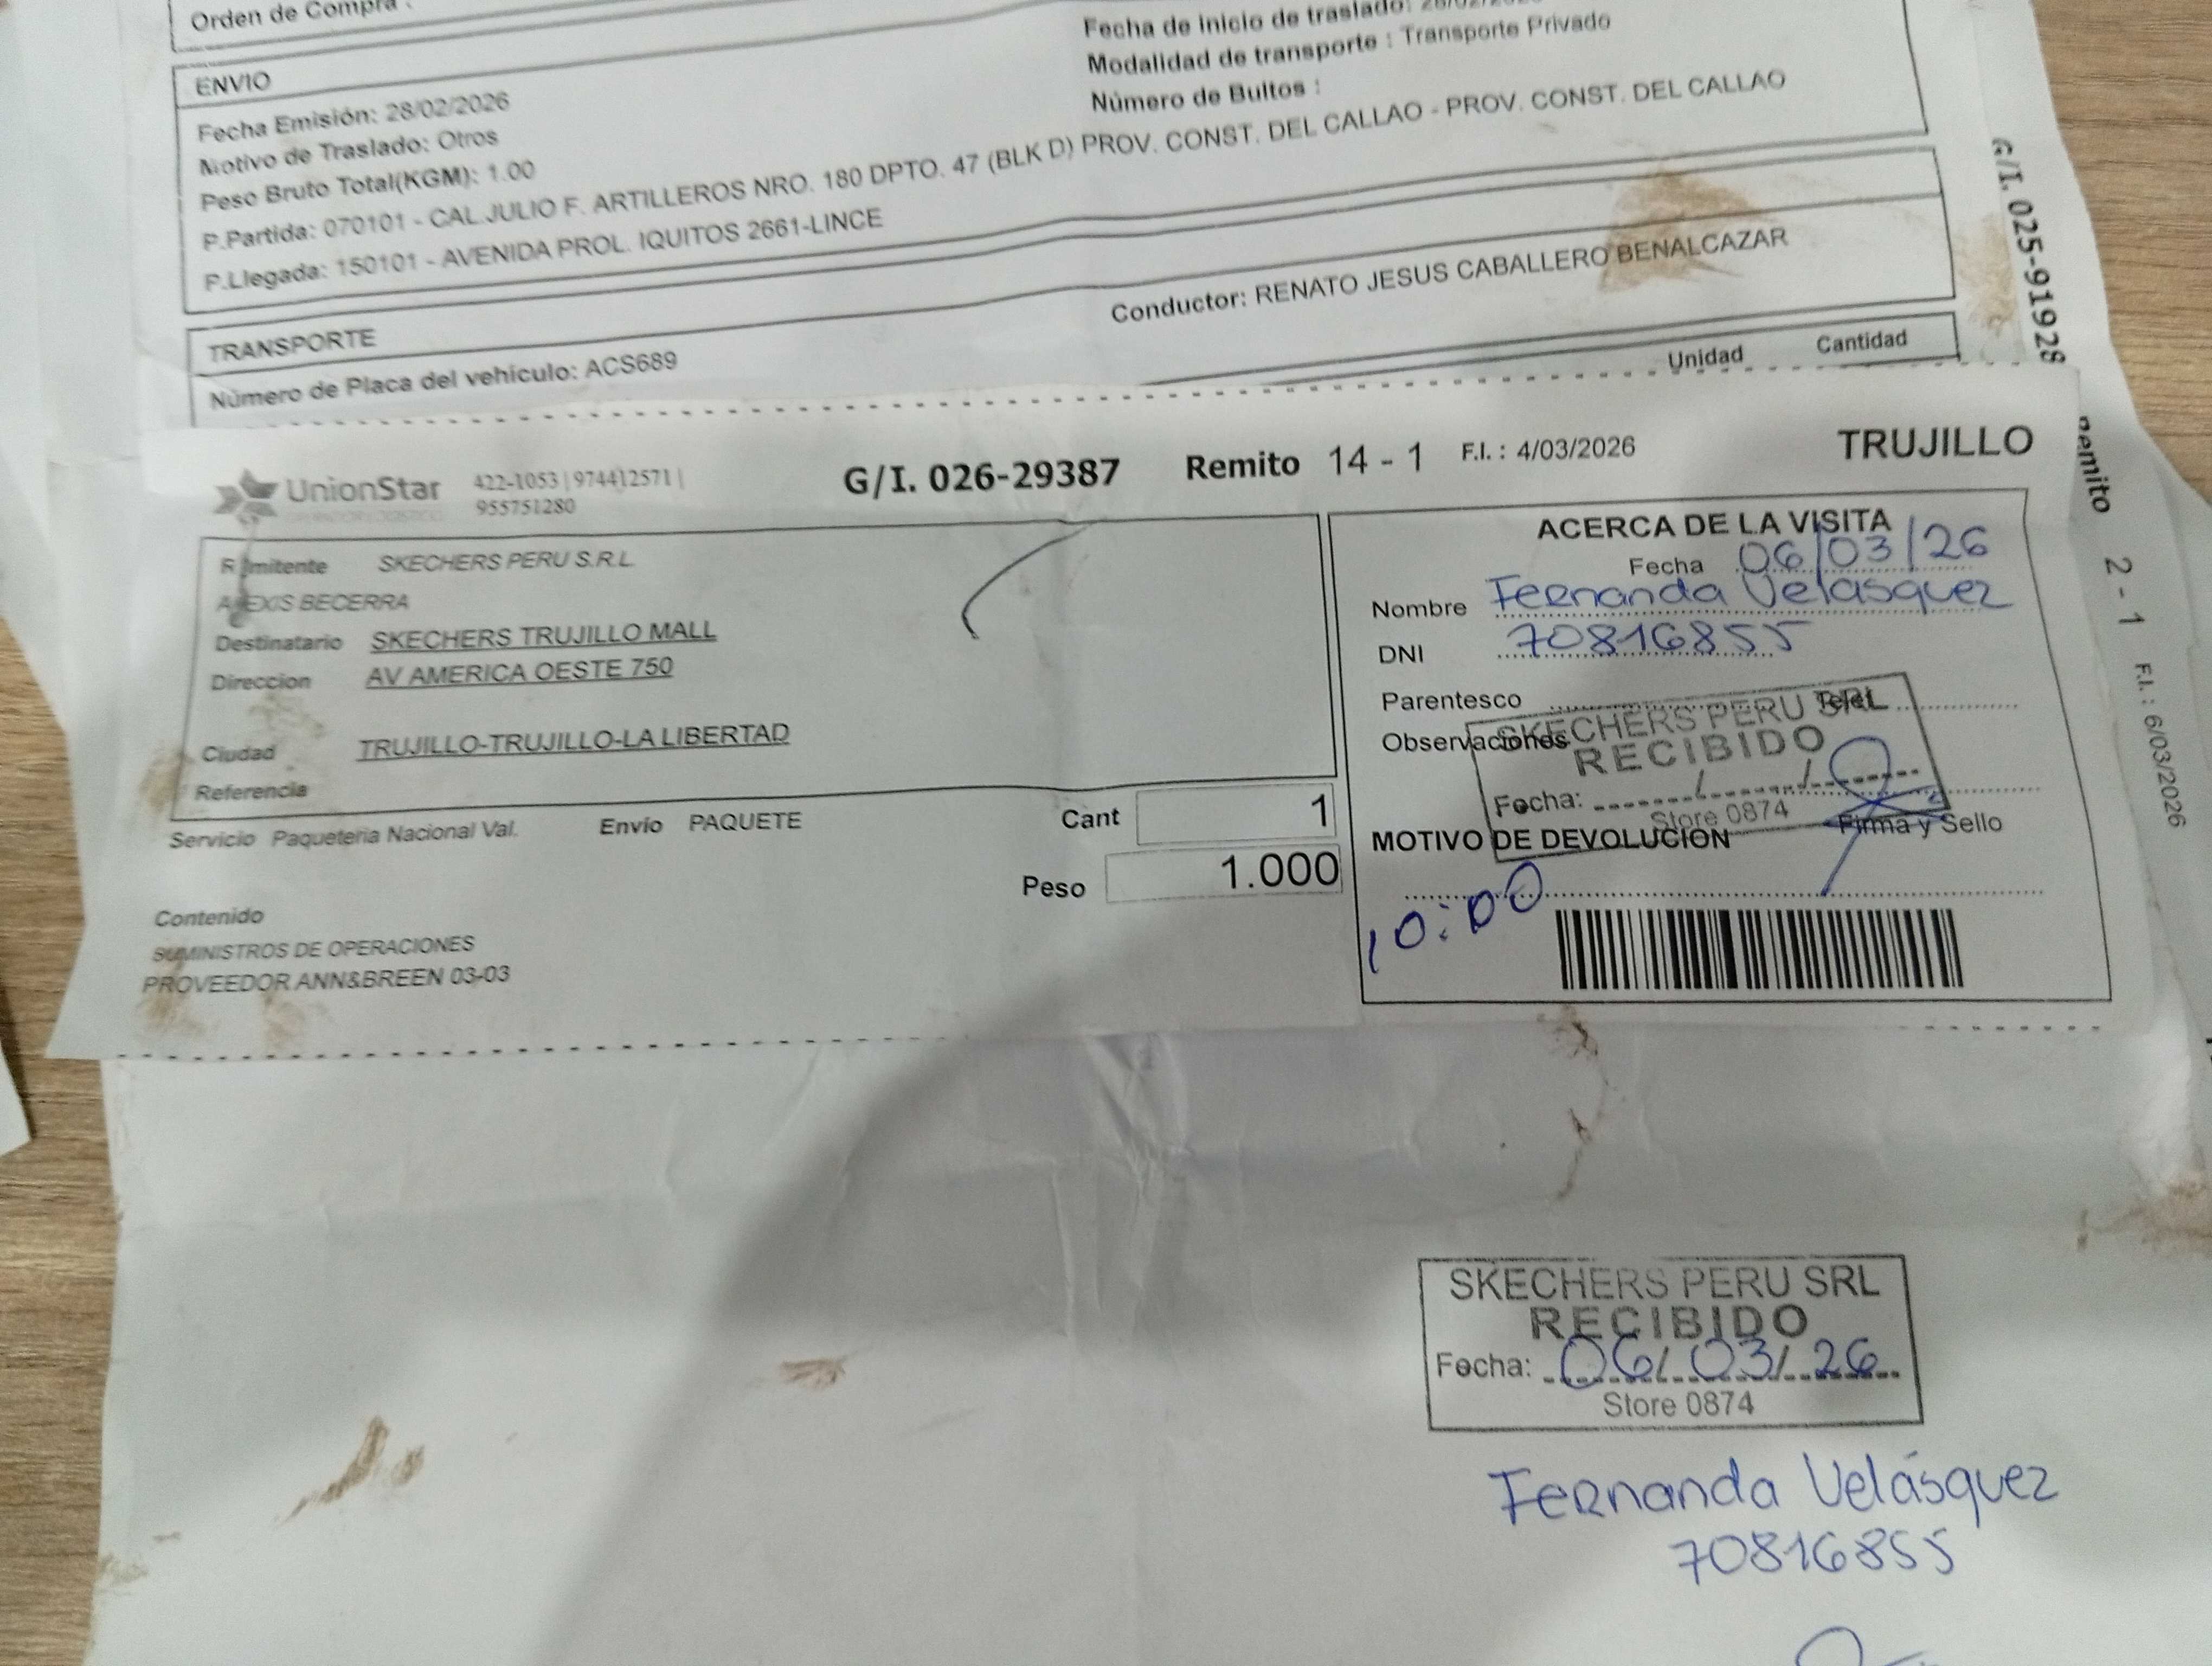 Orden de Compra :
Fecha de inicio de traslado:
ENVIO
Modalidad de transporte : Transporte Privado
Fecha Emisión: 28/02/2026
Número de Bultos :
Motivo de Traslado: Otros
Peso Bruto Total(KGM): 1.00
P.Partida: 070101 - CAL.JULIO F. ARTILLEROS NRO. 180 DPTO. 47 (BLK D) PROV. CONST. DEL CALLAO - PROV. CONST. DEL CALLAO
P.Llegada: 150101 - AVENIDA PROL. IQUITOS 2661-LINCE
TRANSPORTE
Conductor: RENATO JESUS CABALLERO BENALCAZAR
Número de Placa del vehículo: ACS689
Unidad Cantidad
G/I. 025-91928
Remito 2 - 1 F.I.: 6/03/2026
UnionStar
422-1053 | 974412571 |
955751280
G/I. 026-29387 Remito 14 - 1 F.I. : 4/03/2026 TRUJILLO
Remitente SKECHERS PERU S.R.L.
ALEXIS BECERRA
Destinatario SKECHERS TRUJILLO MALL
Direccion AV AMERICA OESTE 750
Ciudad TRUJILLO-TRUJILLO-LA LIBERTAD
Referencia
Servicio Paqueteria Nacional Val. Envío PAQUETE
Cant 1
Peso 1.000
Contenido
SUMINISTROS DE OPERACIONES
PROVEEDOR ANN&BREEN 03-03
ACERCA DE LA VISITA
Fecha 06/03/26
Nombre Fernanda Velasquez
DNI 70816855
Parentesco Telef.
Observaciones
SKECHERS PERU SRL
RECIBIDO
Fecha: / /
Store 0874
Firma y Sello
MOTIVO DE DEVOLUCIÓN
10:00
SKECHERS PERU SRL
RECIBIDO
Fecha: 06/03/26
Store 0874
Fernanda Velásquez
70816855